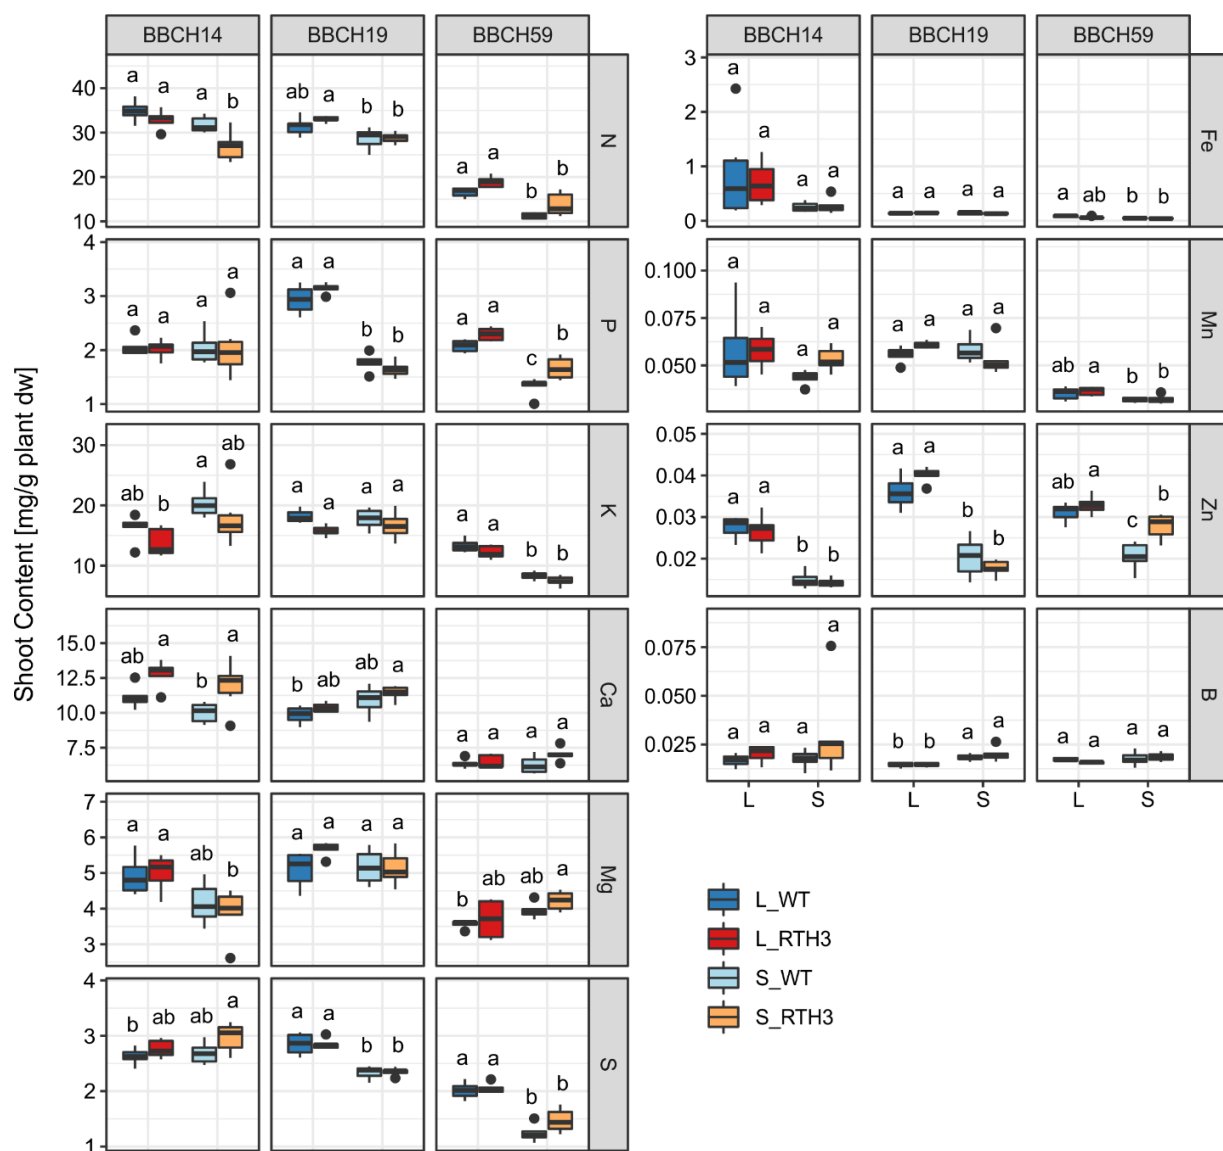 BBCH14 BBCH19 BBCH59
Shoot Content [mg/g plant dw]
40
30
20
10
a a a b
ab a b b
a a b b
N
4
3
2
1
a a a a
a a b b
a a c b
P
30
20
10
ab b a ab
a a a a
a a b b
K
15.0
12.5
10.0
7.5
ab a b a
b ab ab a
a a a a
Ca
7
6
5
4
3
a a ab b
a a a a
b ab ab a
Mg
4
3
2
1
b ab ab a
a a b b
a a b b
S
BBCH14 BBCH19 BBCH59
3
2
1
0
a a a a
a a a a
a ab b b
Fe
0.100
0.075
0.050
a a a a
a a a a
ab a b b
Mn
0.05
0.04
0.03
0.02
a a b b
a a b b
ab a c b
Zn
0.075
0.050
0.025
a a a a
b b a a
a a a a
B
L S L S L S
L_WT
L_RTH3
S_WT
S_RTH3